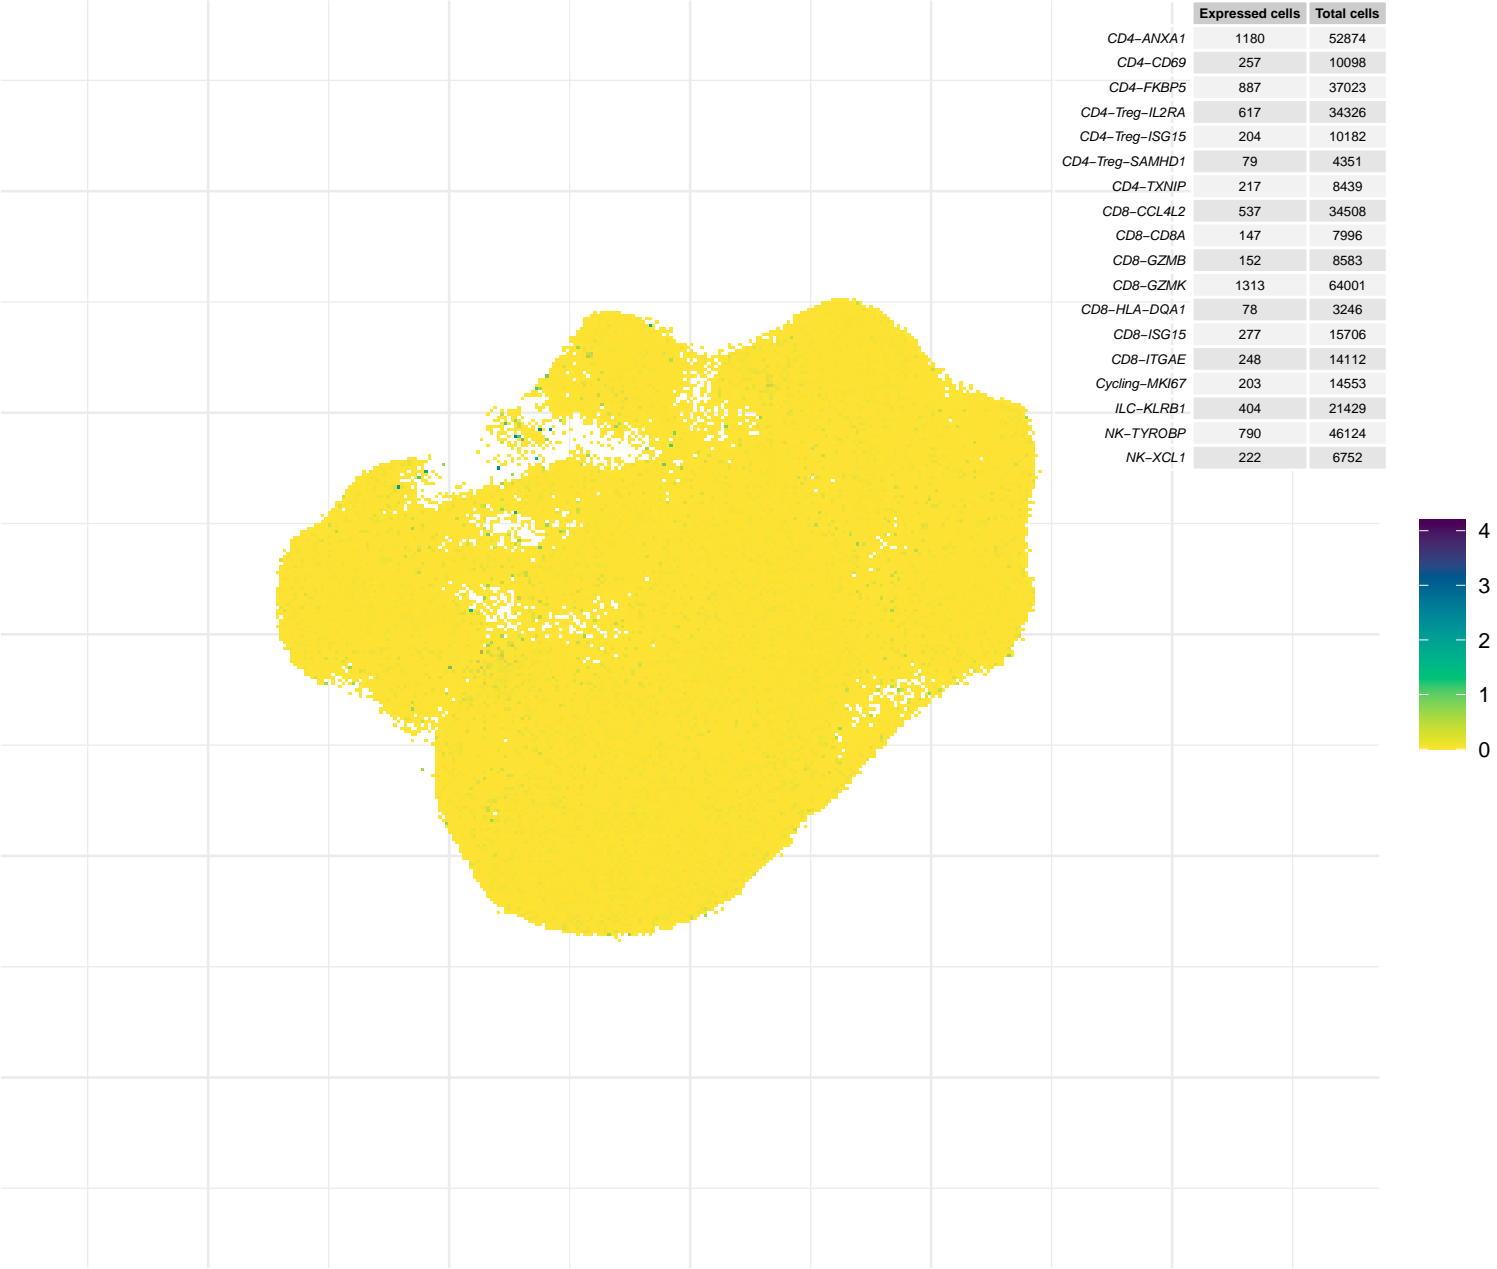 Expressed cells Total cells
CD4−ANXA1 1180 52874
CD4−CD69 257 10098
CD4−FKBP5 887 37023
CD4−Treg−IL2RA 617 34326
CD4−Treg−ISG15 204 10182
CD4−Treg−SAMHD1 79 4351
CD4−TXNIP 217 8439
CD8−CCL4L2 537 34508
CD8−CD8A 147 7996
CD8−GZMB 152 8583
CD8−GZMK 1313 64001
CD8−HLA−DQA1 78 3246
CD8−ISG15 277 15706
CD8−ITGAE 248 14112
Cycling−MKI67 203 14553
ILC−KLRB1 404 21429
NK−TYROBP 790 46124
NK−XCL1 222 6752
4
3
2
1
0